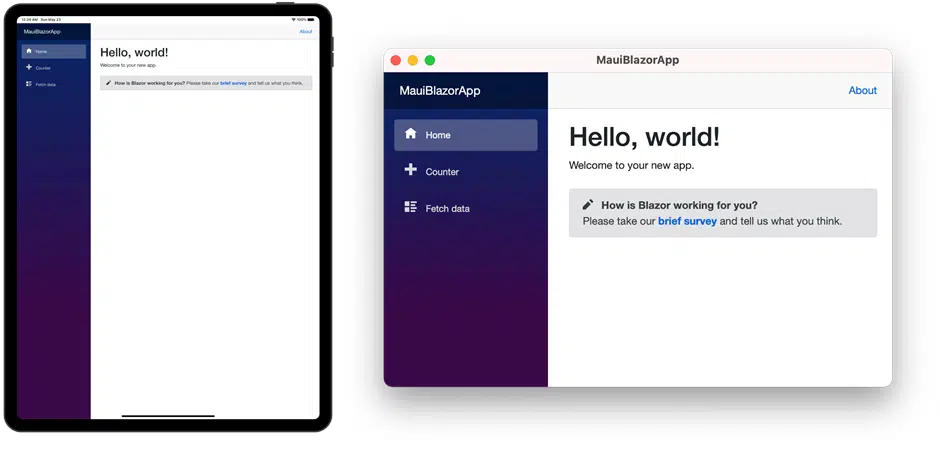 12:39 AM Sun May 23
100%
MauiBlazorApp
About
Home
Counter
Fetch data
Hello, world!
Welcome to your new app.
How is Blazor working for you? Please take our brief survey and tell us what you think.
MauiBlazorApp
MauiBlazorApp
About
Home
Counter
Fetch data
Hello, world!
Welcome to your new app.
How is Blazor working for you?
Please take our brief survey and tell us what you think.